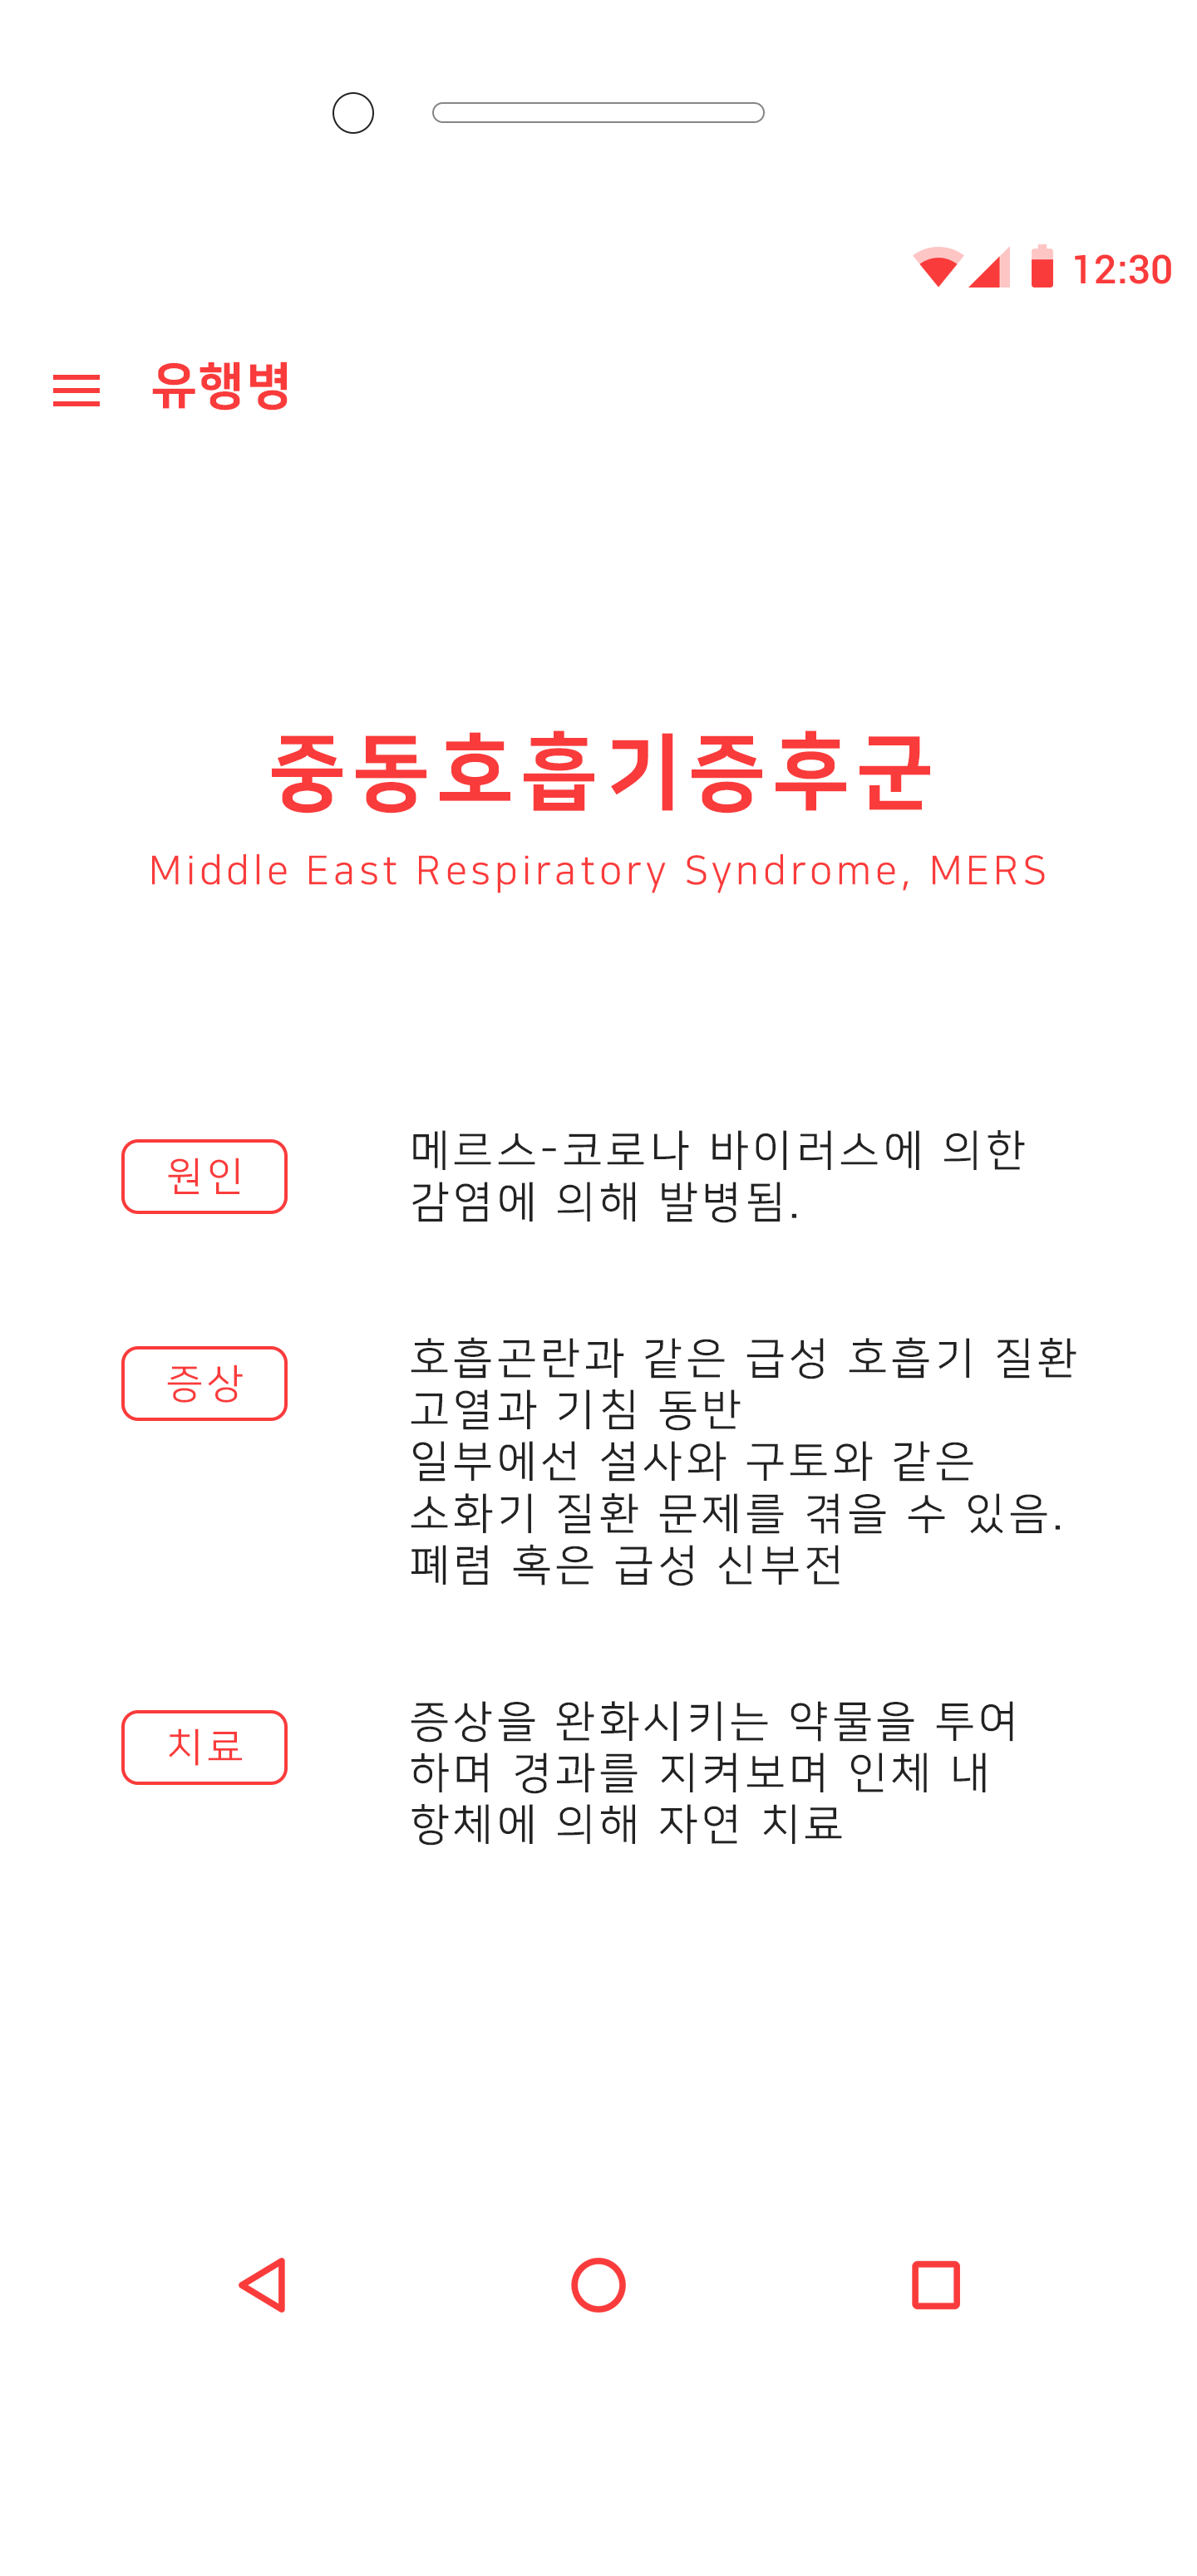 12:30
유행병
중동호흡기증후군
Middle East Respiratory Syndrome, MERS
원인
메르스-코로나 바이러스에 의한
감염에 의해 발병됨.
증상
호흡곤란과 같은 급성 호흡기 질환
고열과 기침 동반
일부에선 설사와 구토와 같은
소화기 질환 문제를 겪을 수 있음.
폐렴 혹은 급성 신부전
치료
증상을 완화시키는 약물을 투여
하며 경과를 지켜보며 인체 내
항체에 의해 자연 치료